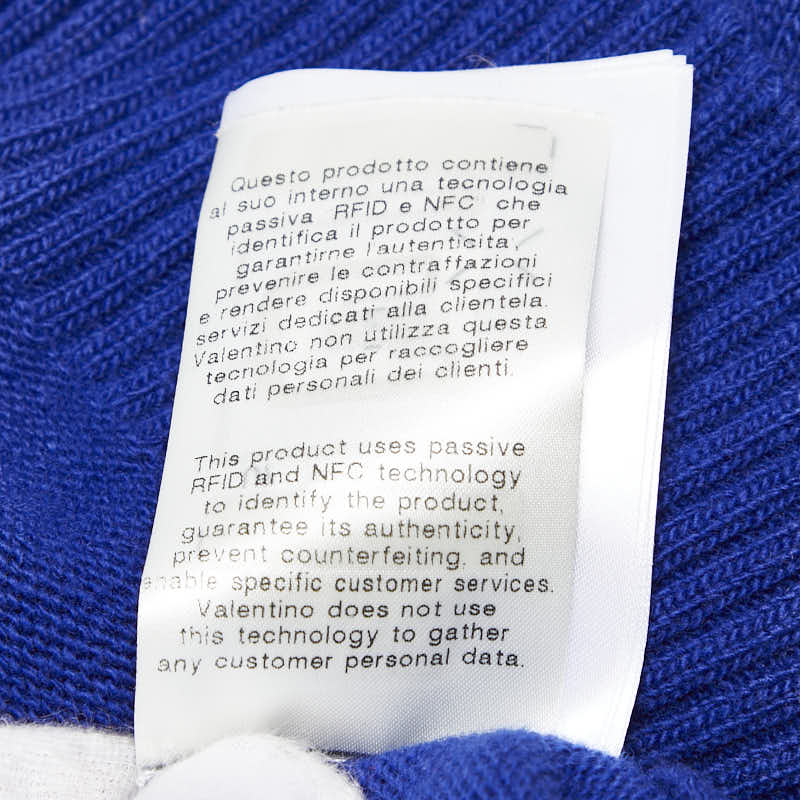 Questo prodotto contiene
al suo interno una tecnologia
passiva RFID e NFC che
identifica il prodotto per
garantirne l'autenticità,
prevenire le contraffazioni
e rendere disponibili specifici
servizi dedicati alla clientela.
Valentino non utilizza questa
tecnologia per raccogliere
dati personali dei clienti.
This product uses passive
RFID and NFC technology
to identify the product,
guarantee its authenticity,
prevent counterfeiting, and
enable specific customer services.
Valentino does not use
this technology to gather
any customer personal data.